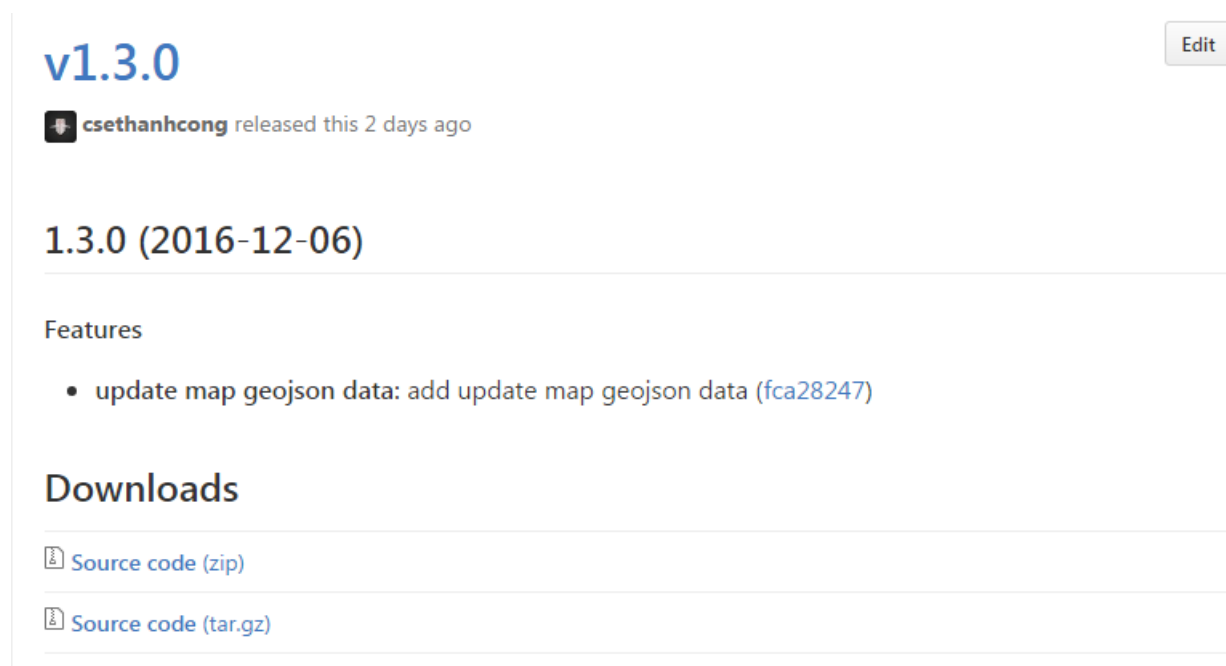 v1.3.0
Edit
csethanhcong released this 2 days ago
1.3.0 (2016-12-06)
Features
• update map geojson data: add update map geojson data (fca28247)
Downloads
Source code (zip)
Source code (tar.gz)